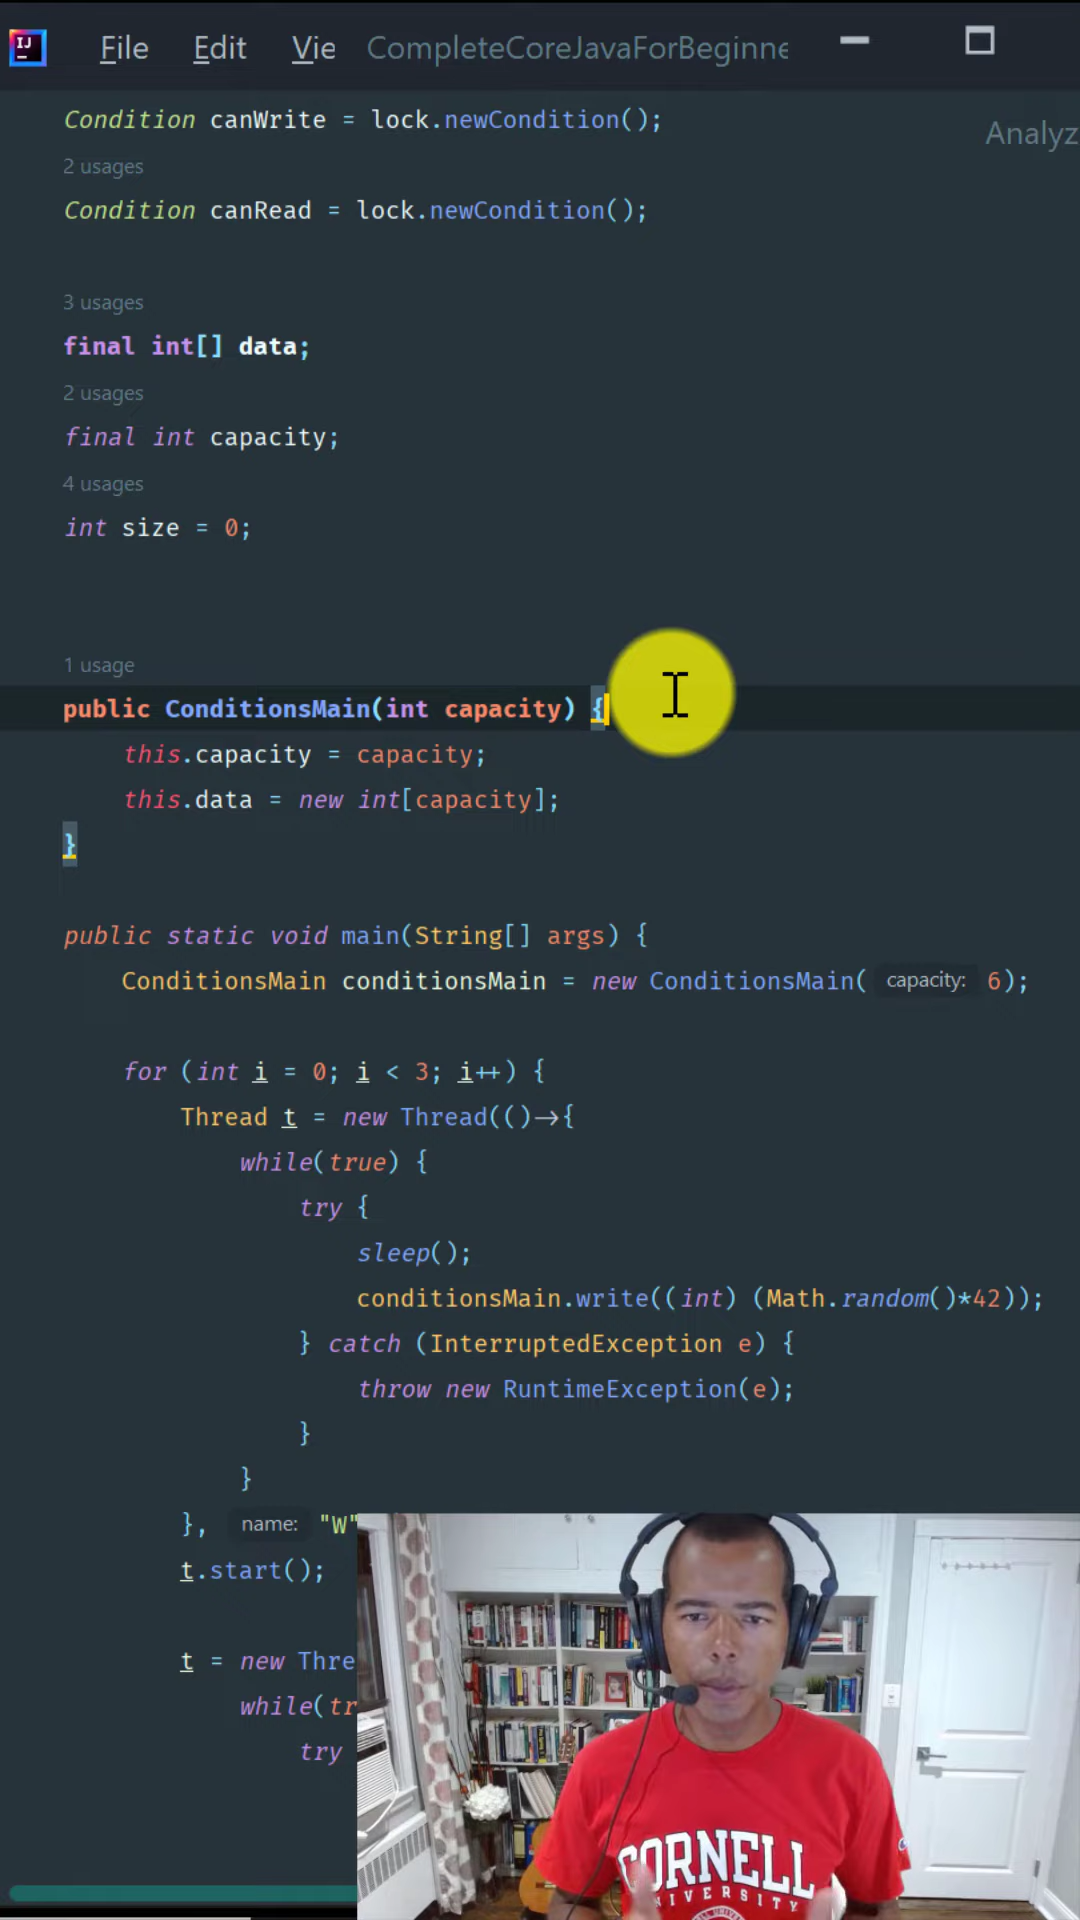 IJ File Edit Vie CompleteCoreJavaForBeginne
Condition canWrite = lock.newCondition();
Analyz
2 usages
Condition canRead = lock.newCondition();
3 usages
final int[] data;
2 usages
final int capacity;
4 usages
int size = 0;
1 usage
public ConditionsMain(int capacity) {
this.capacity = capacity;
this.data = new int[capacity];
}
public static void main(String[] args) {
ConditionsMain conditionsMain = new ConditionsMain( capacity: 6);
for (int i = 0; i < 3; i++) {
Thread t = new Thread(()->{
while(true) {
try {
sleep();
conditionsMain.write((int) (Math.random()*42));
} catch (InterruptedException e) {
throw new RuntimeException(e);
}
}
}, name: "W"
t.start();
t = new Thre
while(tr
try
CORNELL
UNIVERSITY